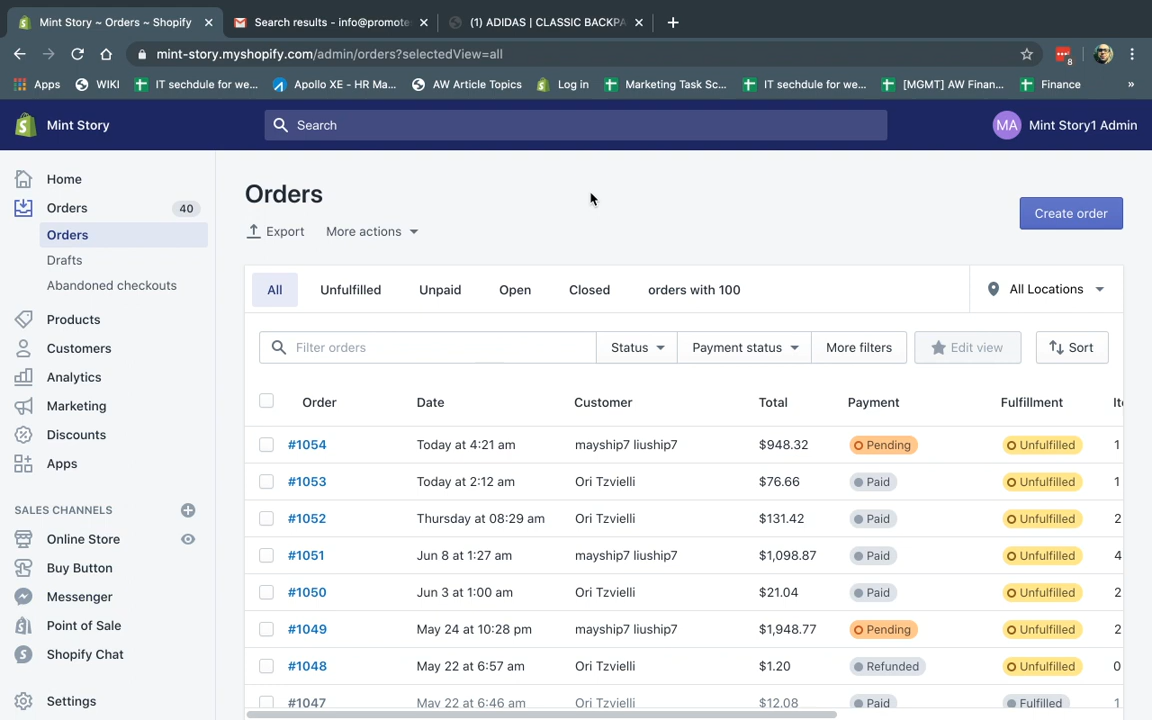 Mint Story ~ Orders ~ Shopify
Search results - info@promote
(1) ADIDAS | CLASSIC BACKPA
mint-story.myshopify.com/admin/orders?selectedView=all
8
Apps WIKI IT sechdule for we... Apollo XE - HR Ma... AW Article Topics Log in Marketing Task Sc... IT sechdule for we... [MGMT] AW Finan... Finance »
Mint Story
Search
MA Mint Story1 Admin
Home
Orders 40
Orders
Drafts
Abandoned checkouts
Products
Customers
Analytics
Marketing
Discounts
Apps
SALES CHANNELS
Online Store
Buy Button
Messenger
Point of Sale
Shopify Chat
Settings
Orders
Export More actions
Create order
All Unfulfilled Unpaid Open Closed orders with 100 All Locations
Filter orders Status Payment status More filters Edit view Sort
Order Date Customer Total Payment Fulfillment It
#1054 Today at 4:21 am mayship7 liuship7 $948.32 Pending Unfulfilled 1
#1053 Today at 2:12 am Ori Tzvielli $76.66 Paid Unfulfilled 1
#1052 Thursday at 08:29 am Ori Tzvielli $131.42 Paid Unfulfilled 2
#1051 Jun 8 at 1:27 am mayship7 liuship7 $1,098.87 Paid Unfulfilled 4
#1050 Jun 3 at 1:00 am Ori Tzvielli $21.04 Paid Unfulfilled 2
#1049 May 24 at 10:28 pm mayship7 liuship7 $1,948.77 Pending Unfulfilled 2
#1048 May 22 at 6:57 am Ori Tzvielli $1.20 Refunded Unfulfilled 0
#1047 May 22 at 6:46 am Ori Tzvielli $12.08 Paid Fulfilled 1